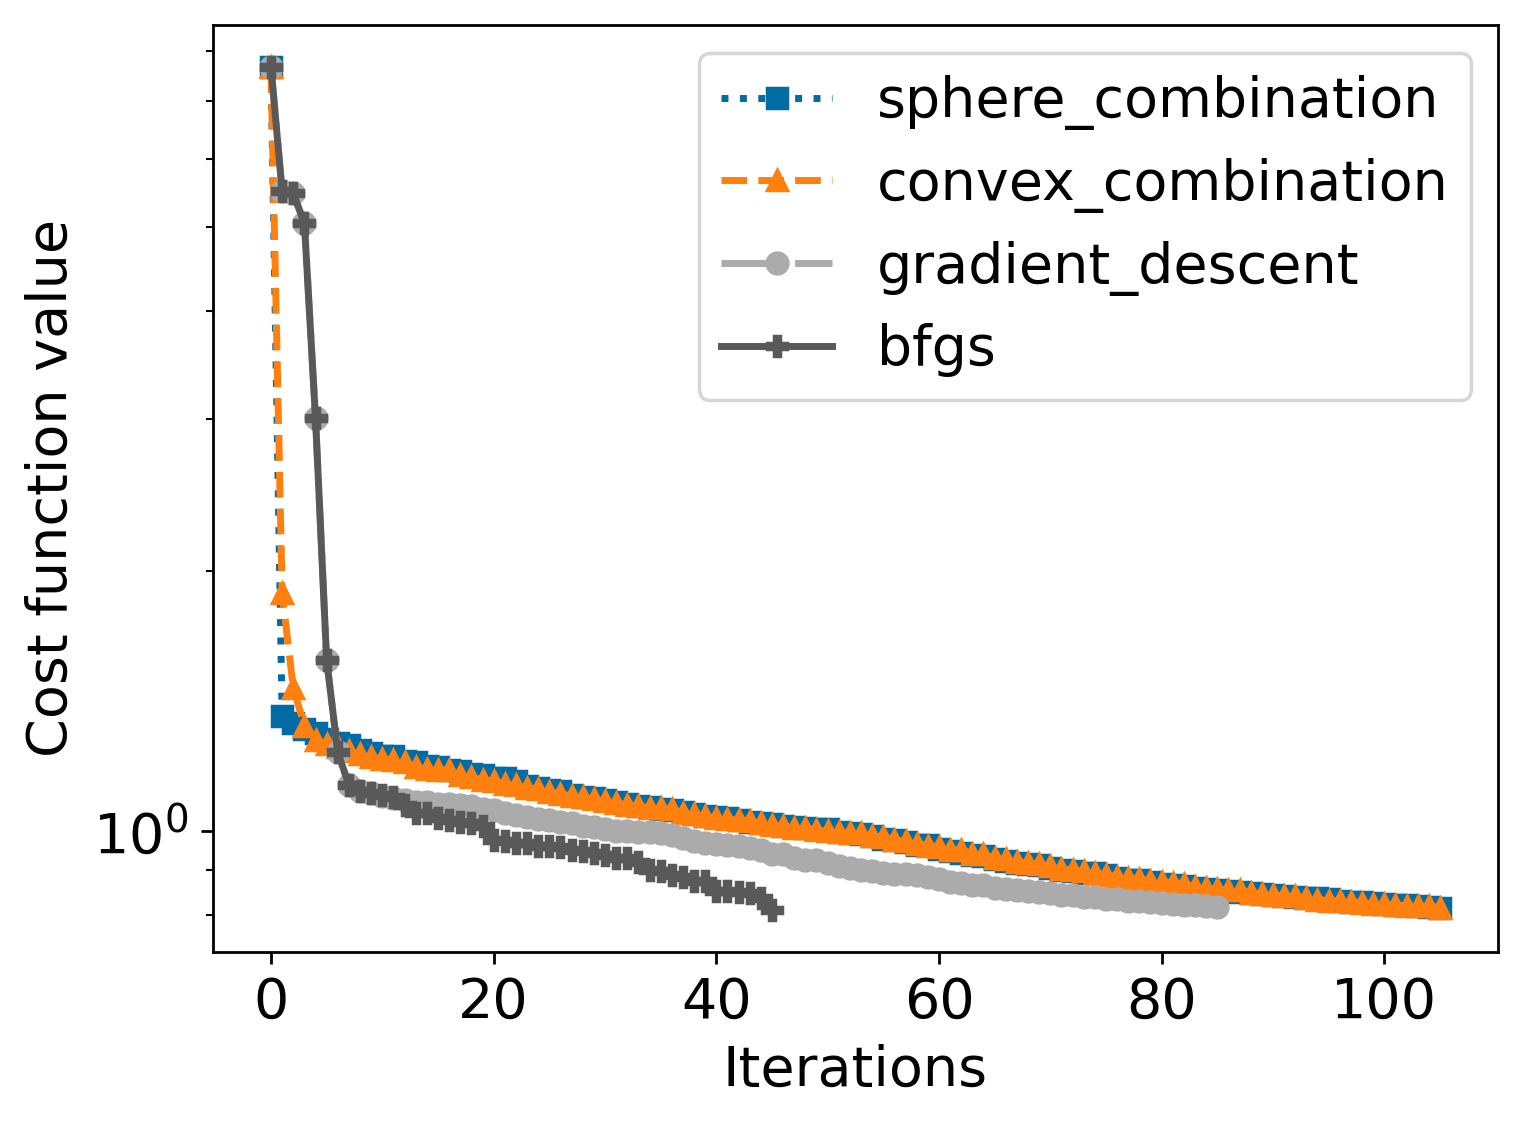 sphere_combination
convex_combination
gradient_descent
bfgs
Cost function value
10⁰
0 20 40 60 80 100
Iterations